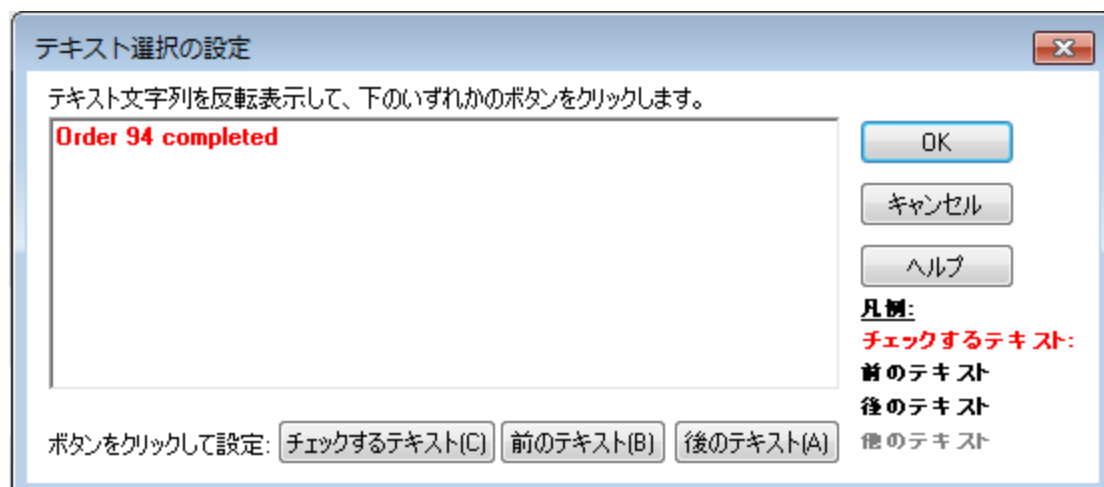 テキスト選択の設定
テキスト文字列を反転表示して、下のいずれかのボタンをクリックします。
Order 94 completed
OK
キャンセル
ヘルプ
凡例:
チェックするテキスト:
前のテキスト
後のテキスト
他のテキスト
ボタンをクリックして設定: チェックするテキスト(C) 前のテキスト(B) 後のテキスト(A)